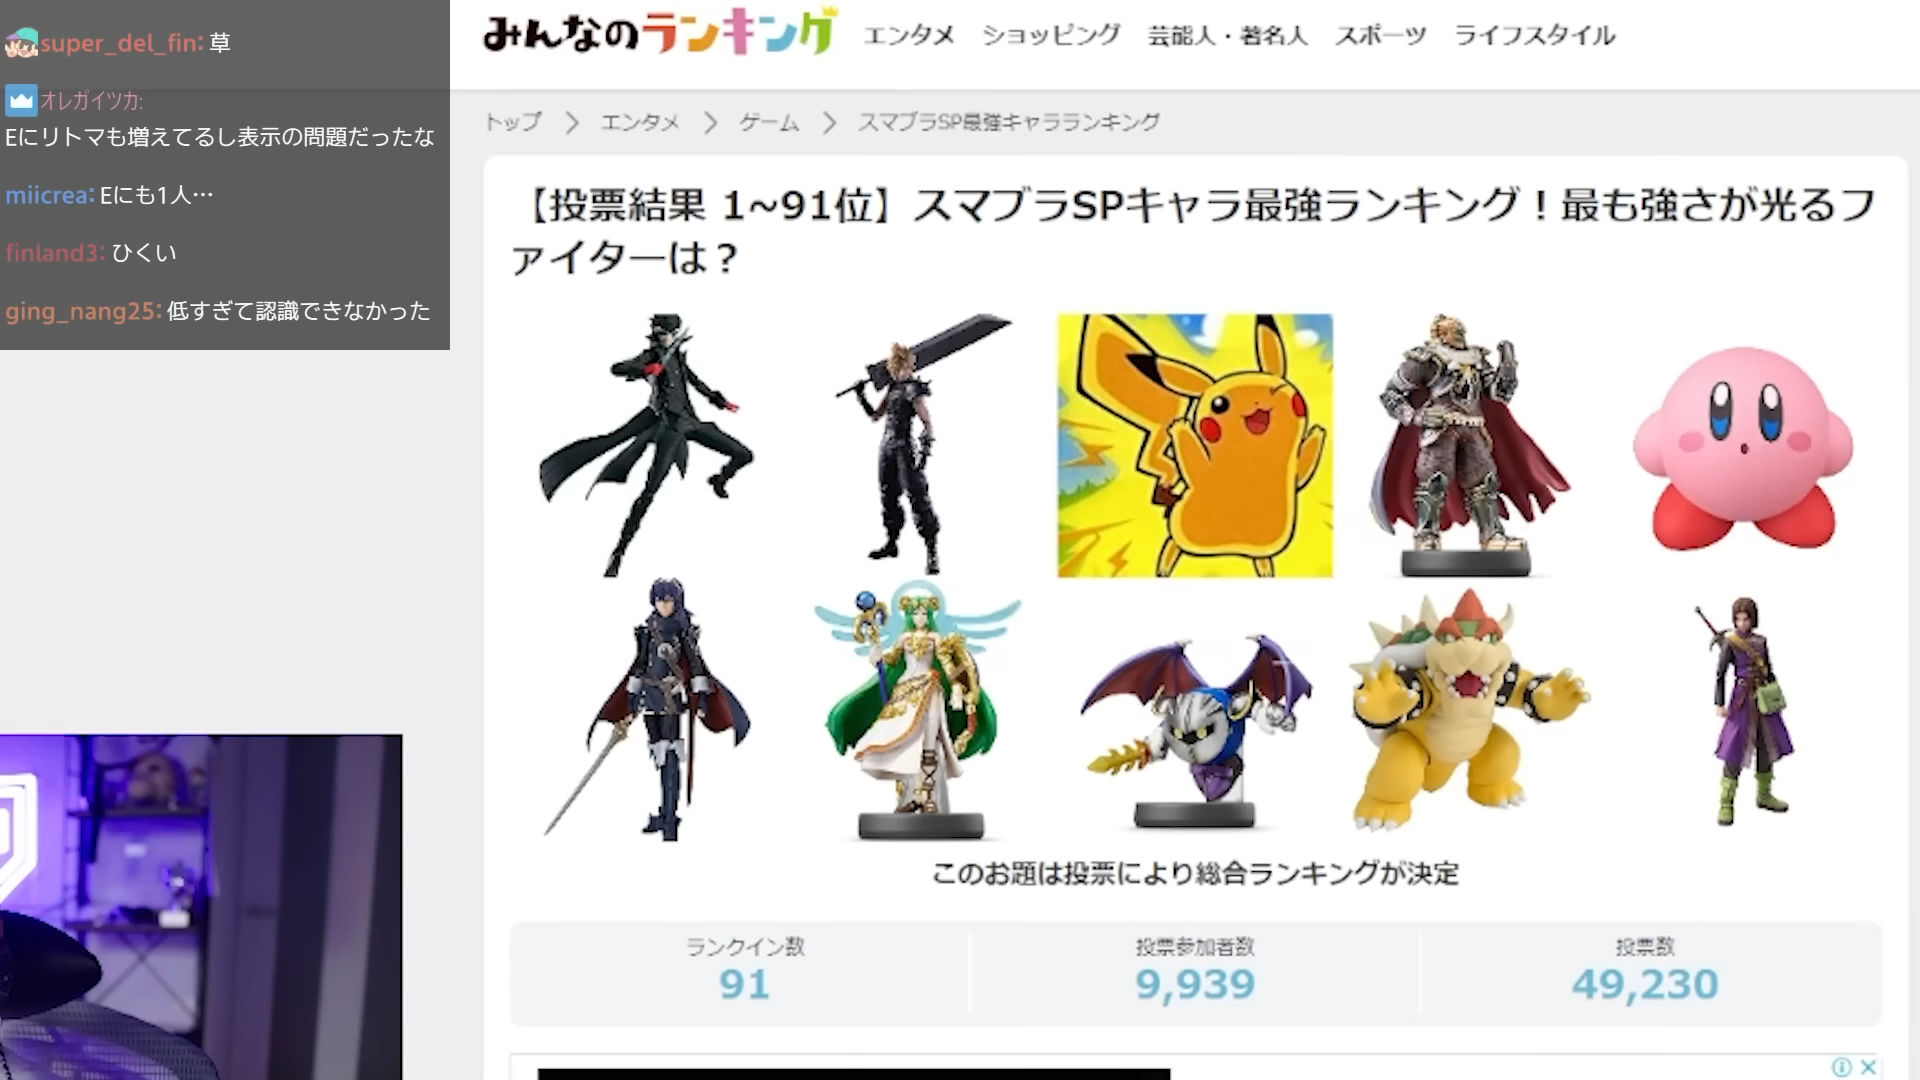 super_del_fin: 草
オレガイツカ:
Eにリトマも増えてるし表示の問題だったな
miicrea: Eにも1人…
finland3: ひくい
ging_nang25: 低すぎて認識できなかった
みんなのランキング
エンタメ ショッピング 芸能人・著名人 スポーツ ライフスタイル
トップ > エンタメ > ゲーム > スマブラSP最強キャラランキング
【投票結果 1~91位】スマブラSPキャラ最強ランキング！最も強さが光るフ
ァイターは？
このお題は投票により総合ランキングが決定
ランクイン数 投票参加者数 投票数
91 9,939 49,230